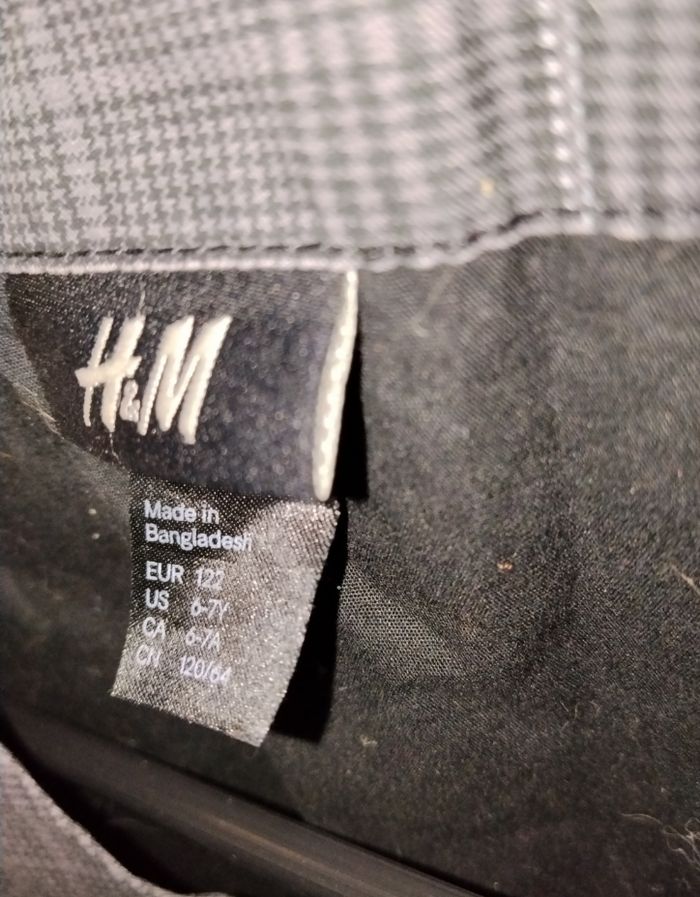 H&M
Made in
Bangladesh
EUR 122
US 6-7Y
CA 6-7A
CN 120/64